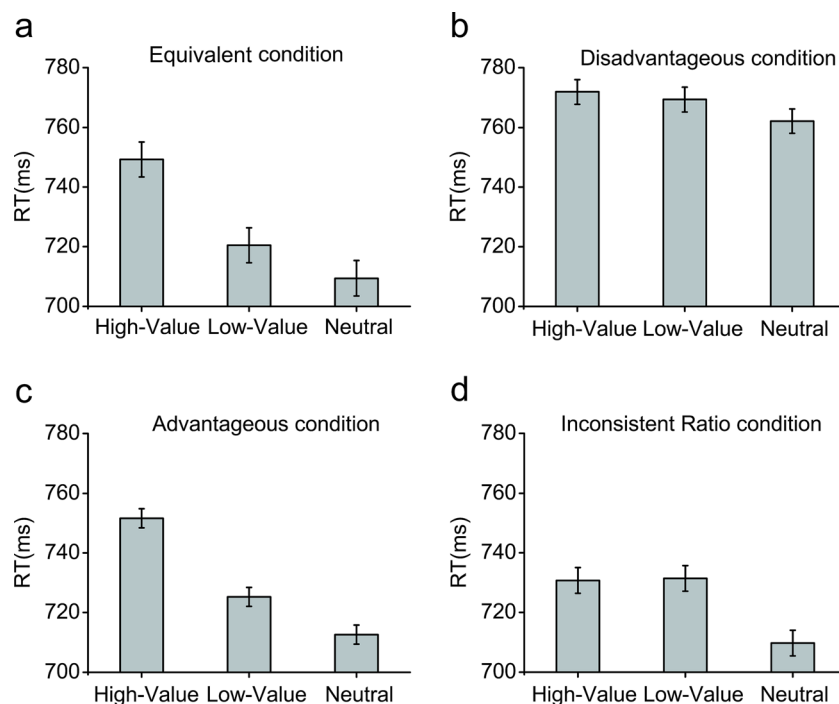 a
Equivalent condition
780
760
740
720
700
RT(ms)
High-Value Low-Value Neutral
b
Disadvantageous condition
780
760
740
720
700
RT(ms)
High-Value Low-Value Neutral
c
Advantageous condition
780
760
740
720
700
RT(ms)
High-Value Low-Value Neutral
d
Inconsistent Ratio condition
780
760
730
720
700
RT(ms)
High-Value Low-Value Neutral